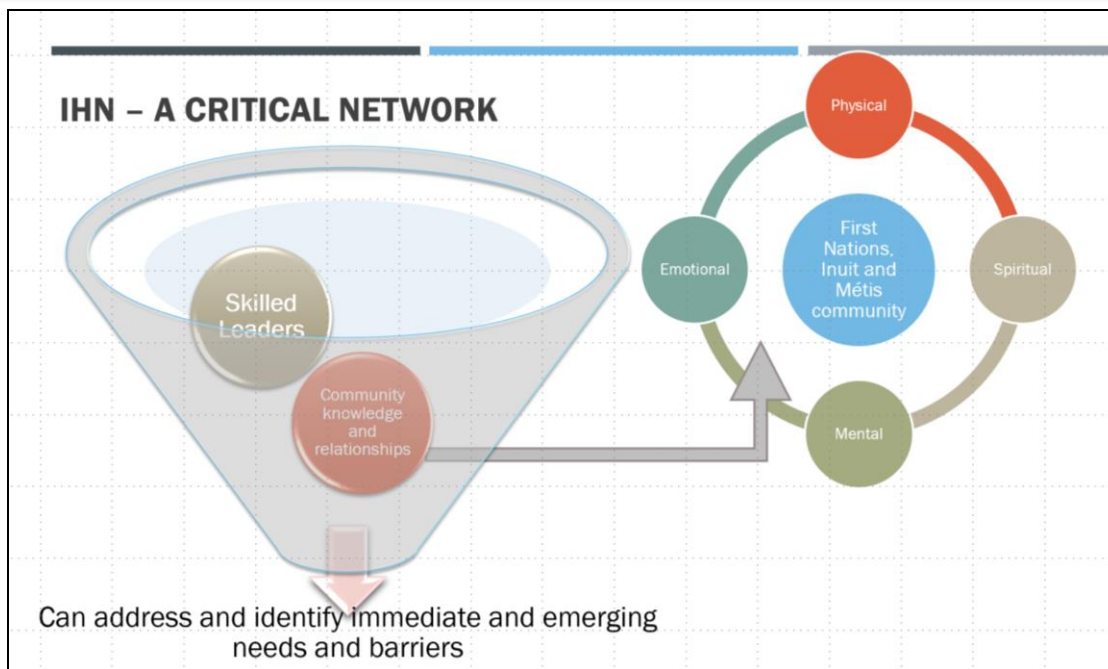 IHN – A CRITICAL NETWORK
Skilled
Leaders
Community
knowledge
and
relationships
Can address and identify immediate and emerging
needs and barriers
Physical
Emotional
First
Nations,
Inuit and
Métis
community
Spiritual
Mental